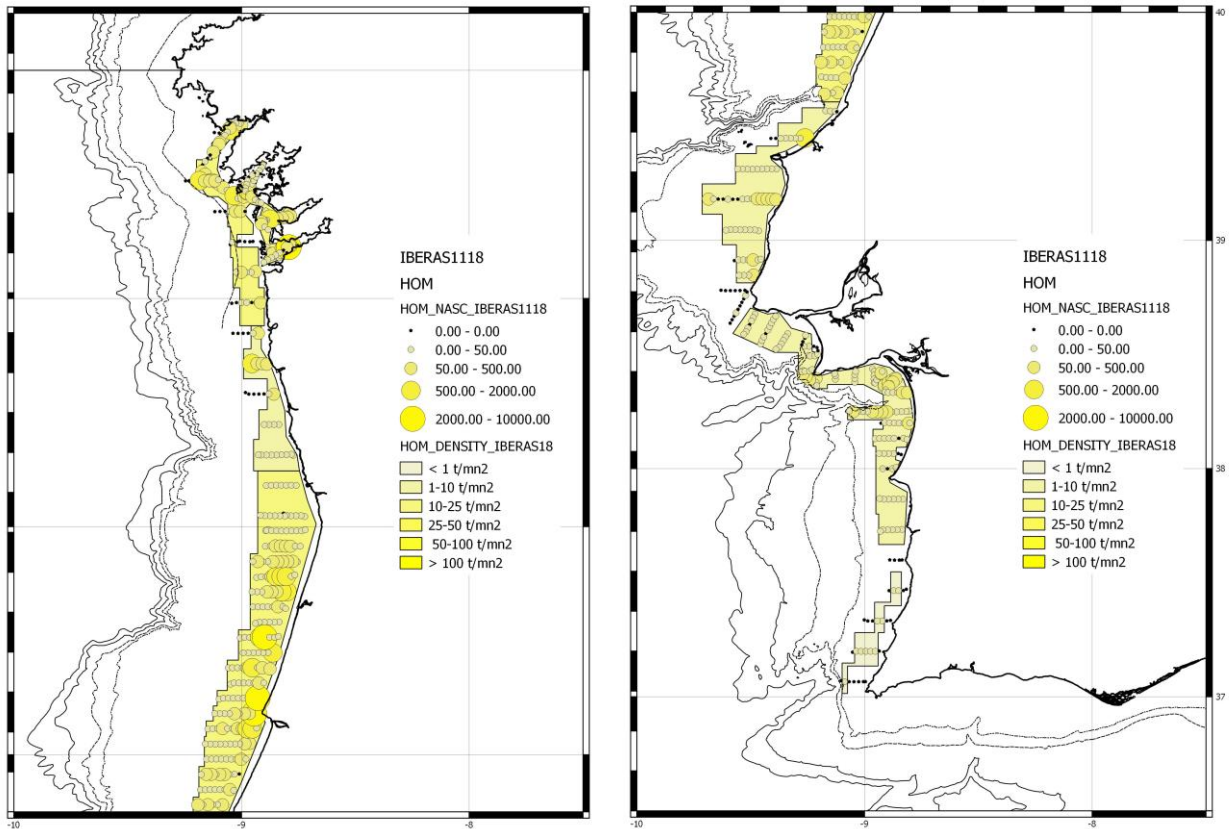 IBERAS1118
HOM
HOM_NASC_IBERAS1118
0.00 - 0.00
0.00 - 50.00
50.00 - 500.00
500.00 - 2000.00
2000.00 - 10000.00
HOM_DENSITY_IBERAS18
< 1 t/mn2
1-10 t/mn2
10-25 t/mn2
25-50 t/mn2
50-100 t/mn2
> 100 t/mn2
-10
-9
-8
40
39
38
37
IBERAS1118
HOM
HOM_NASC_IBERAS1118
0.00 - 0.00
0.00 - 50.00
50.00 - 500.00
500.00 - 2000.00
2000.00 - 10000.00
HOM_DENSITY_IBERAS18
< 1 t/mn2
1-10 t/mn2
10-25 t/mn2
25-50 t/mn2
50-100 t/mn2
> 100 t/mn2
-10
-9
-8